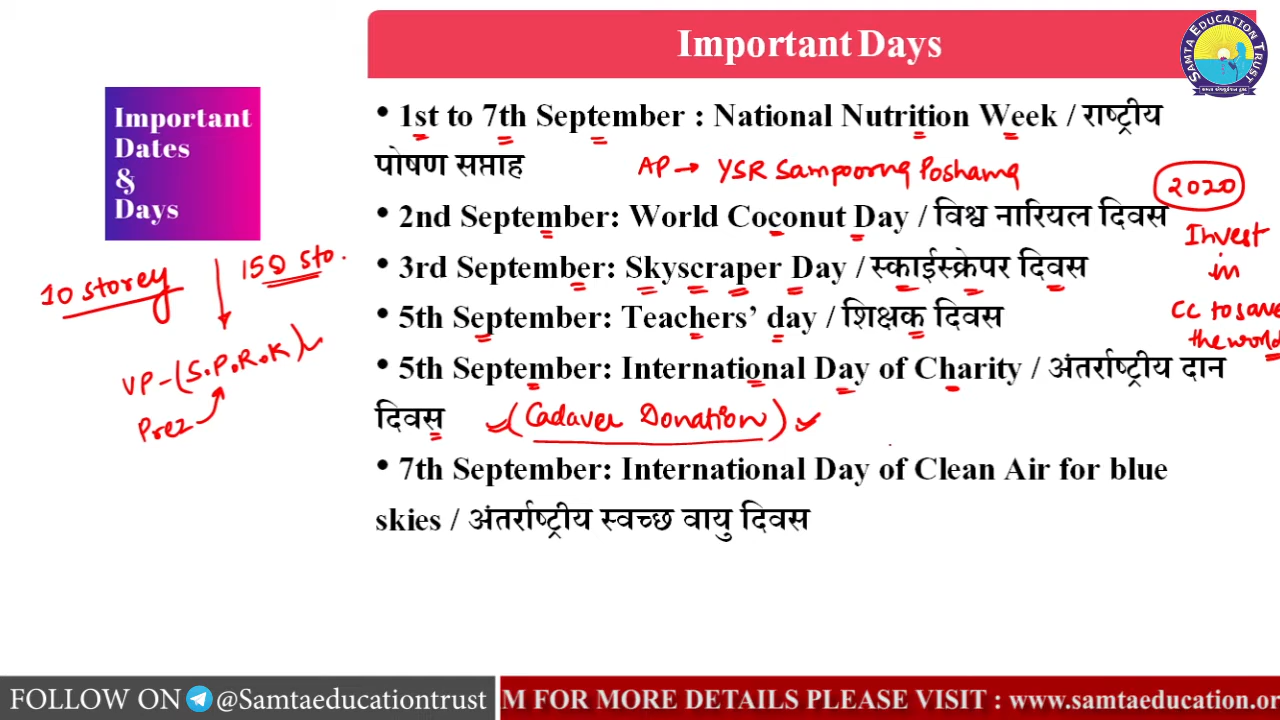 Important Days
SAMTA EDUCATION TRUST
Important
Dates
&
Days
• 1st to 7th September : National Nutrition Week / राष्ट्रीय
पोषण सप्ताह
AP → YSR Sampoorna Poshama
2020
• 2nd September: World Coconut Day / विश्व नारियल दिवस
Invest
in
CC to save
the world
• 3rd September: Skyscraper Day / स्काईस्क्रेपर दिवस
10 storey
150 sto.
• 5th September: Teachers’ day / शिक्षक दिवस
VP - (S.P.R.K)
Prez
• 5th September: International Day of Charity / अंतर्राष्ट्रीय दान
दिवस
(Cadaver Donation)
• 7th September: International Day of Clean Air for blue
skies / अंतर्राष्ट्रीय स्वच्छ वायु दिवस
FOLLOW ON @Samtaeducationtrust
M FOR MORE DETAILS PLEASE VISIT : www.samtaeducation.or